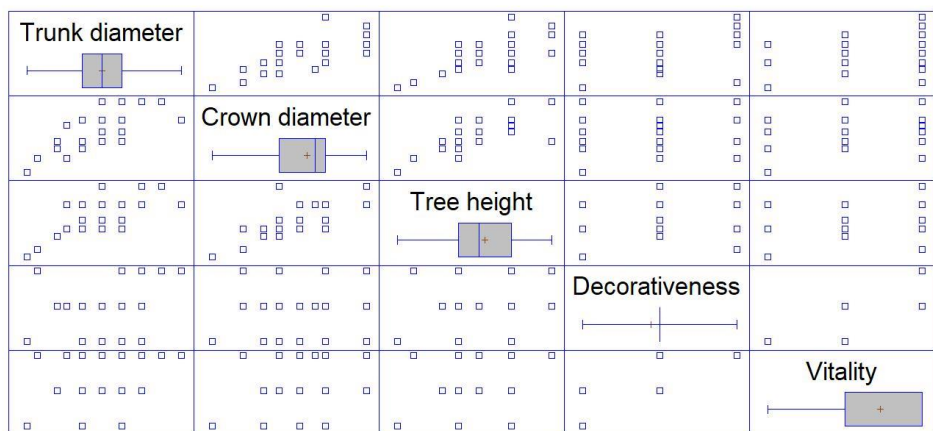 Trunk diameter
Crown diameter
Tree height
Decorativeness
Vitality